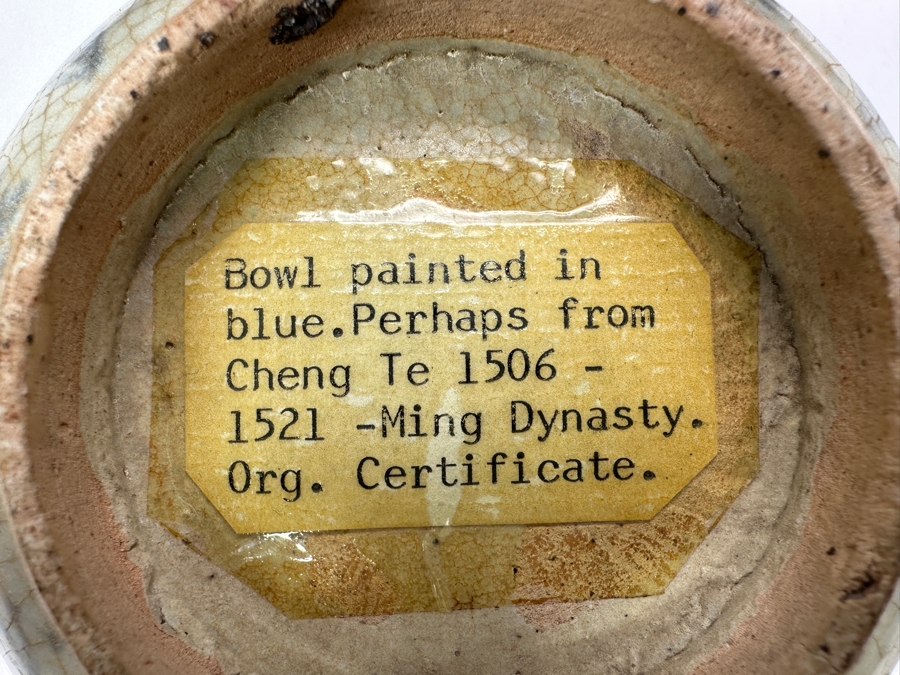 Bowl painted in
blue.Perhaps from
Cheng Te 1506 -
1521 -Ming Dynasty.
Org. Certificate.